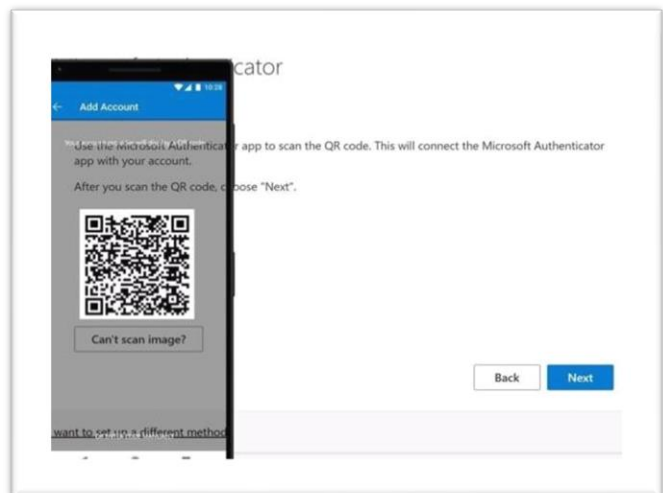 cator
10:28
Add Account
Use the Microsoft Authenticator app to scan the QR code. This will connect the Microsoft Authenticator
app with your account.
After you scan the QR code, choose "Next".
Can't scan image?
Back
Next
want to set up a different method